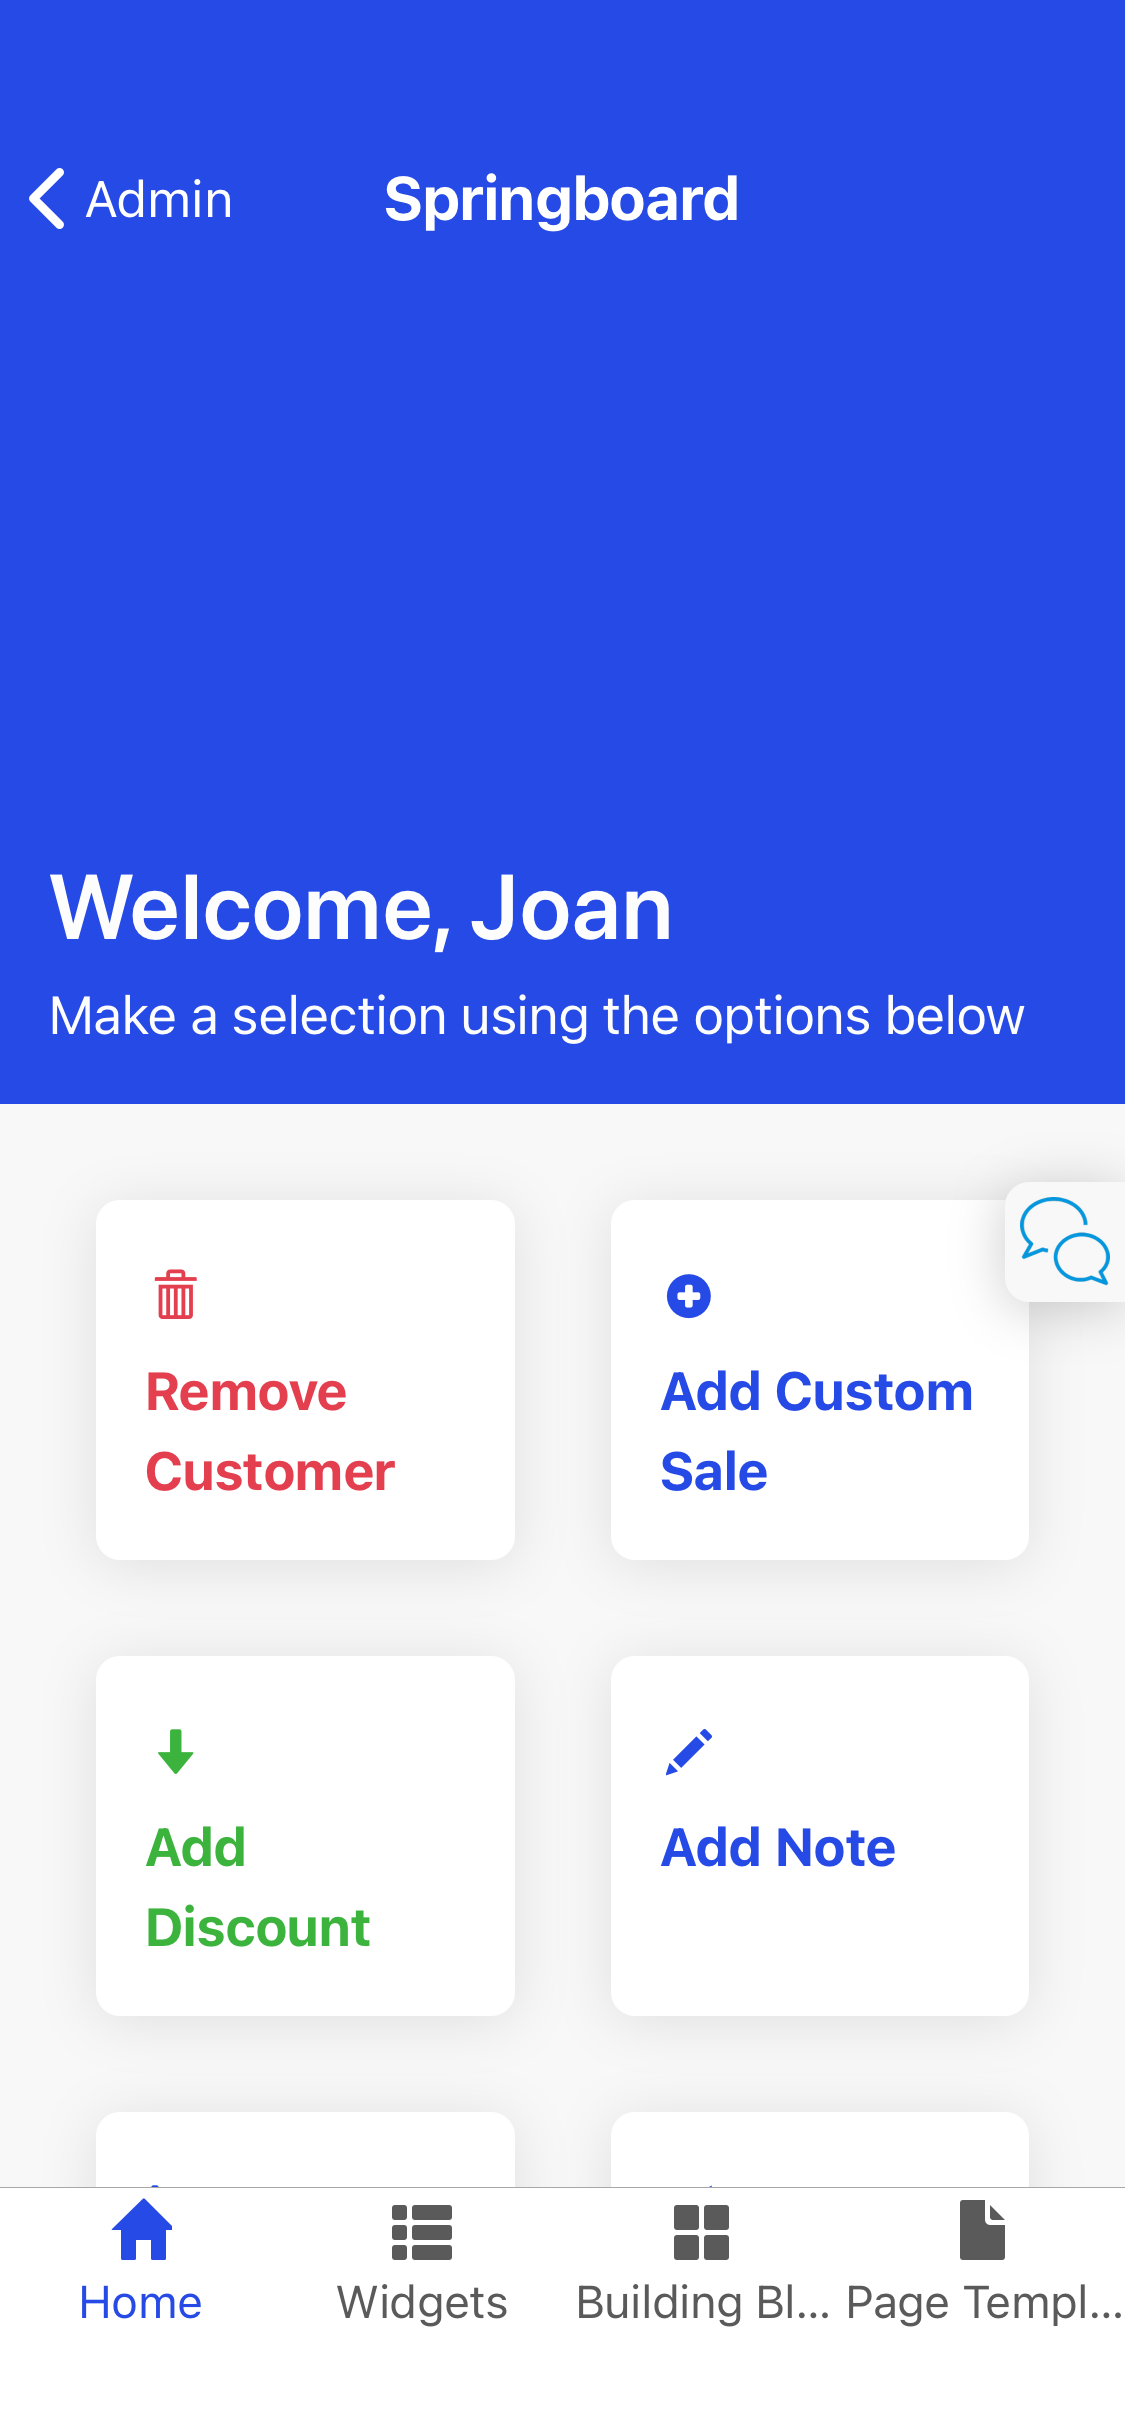 Admin
Springboard
Welcome, Joan
Make a selection using the options below
Remove
Customer
Add Custom
Sale
Add
Discount
Add Note
Home
Widgets
Building Bl...
Page Templ...